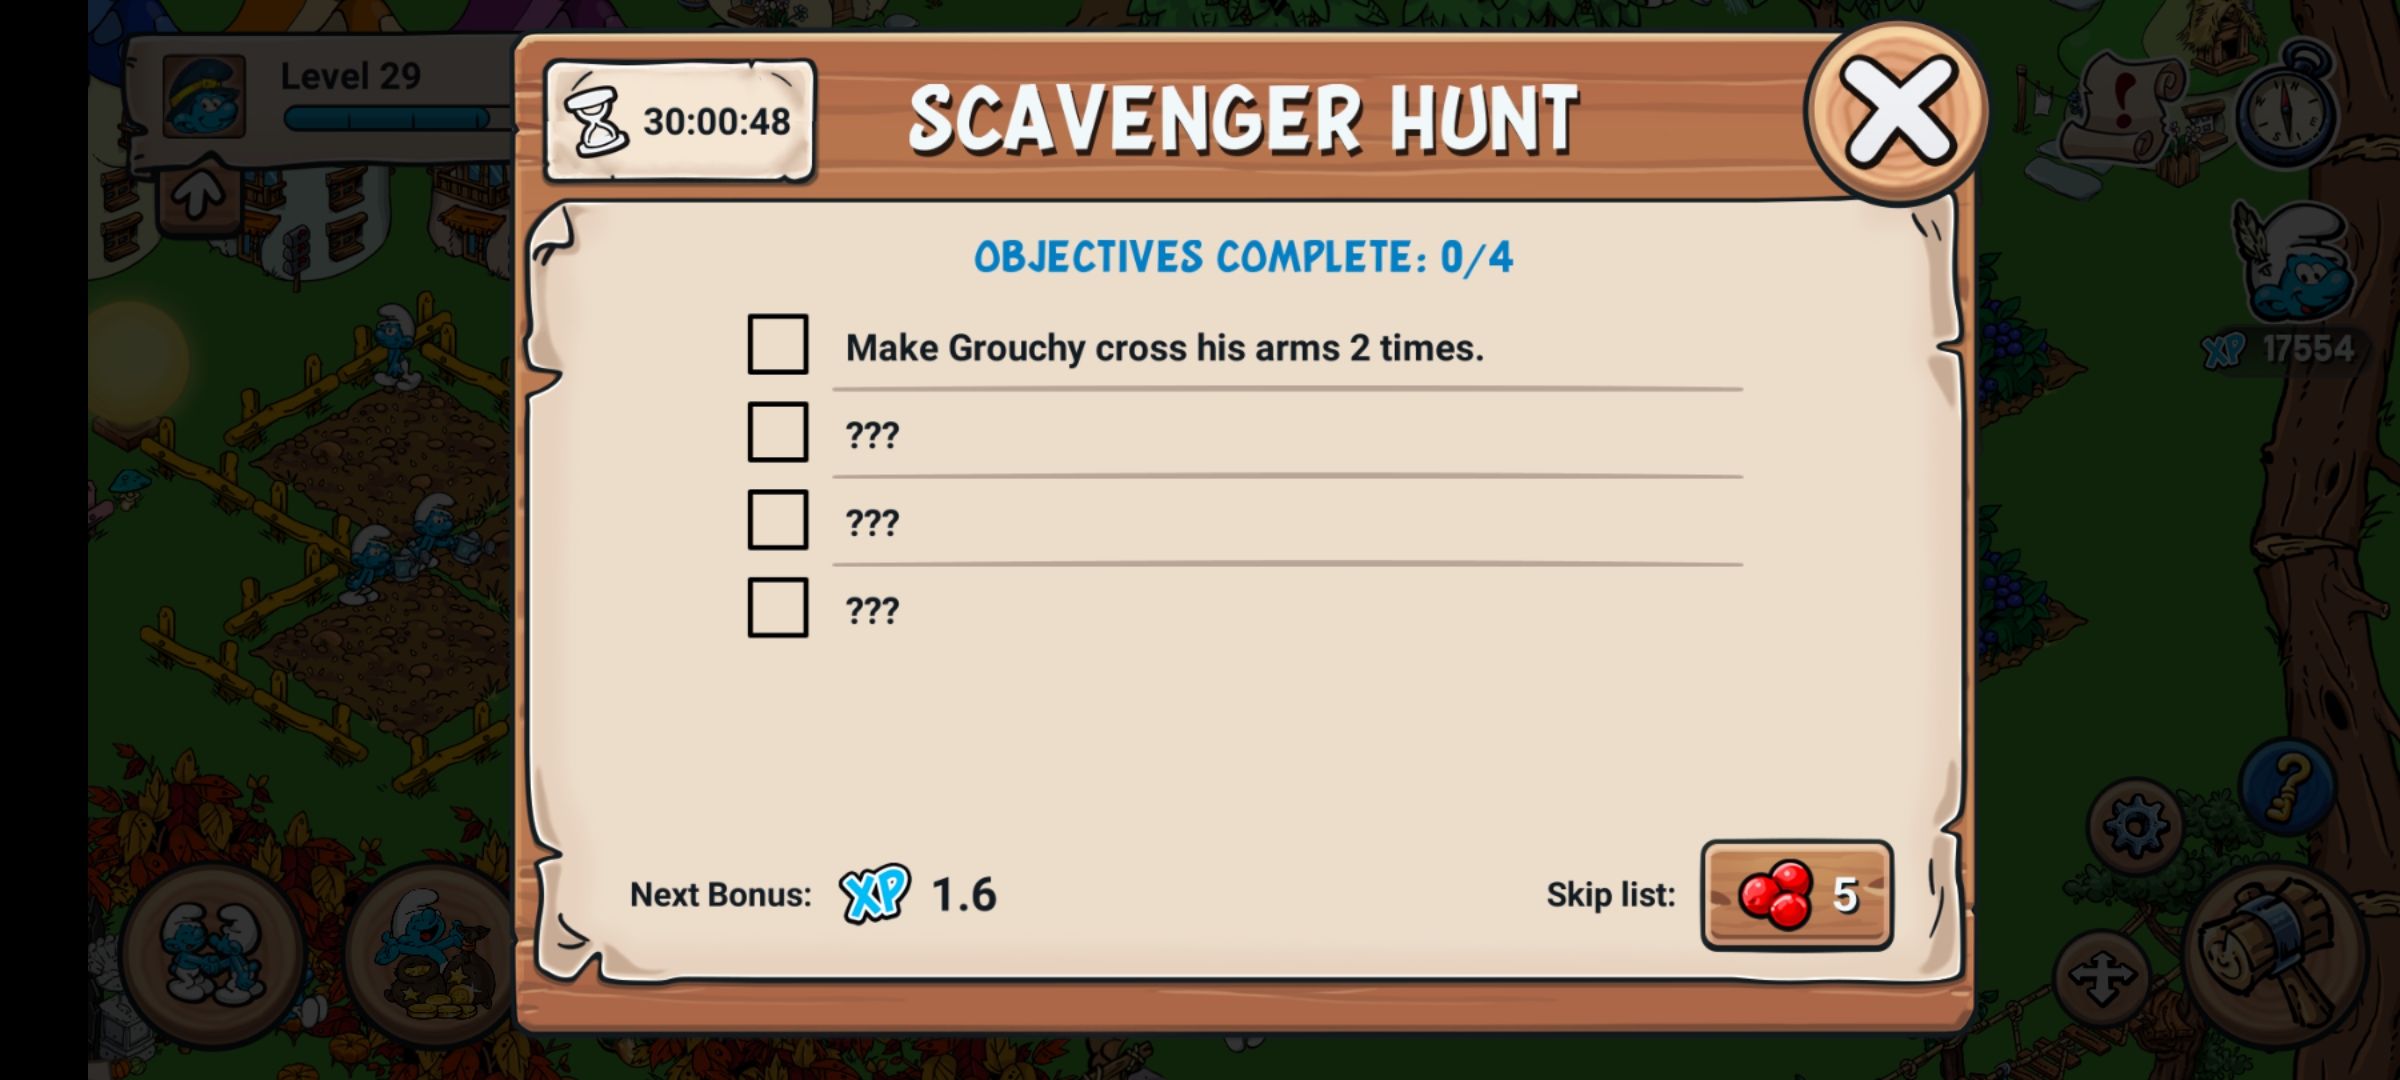 Level 29
30:00:48
SCAVENGER HUNT
OBJECTIVES COMPLETE: 0/4
Make Grouchy cross his arms 2 times.
???
???
???
XP 17554
Next Bonus: XP 1.6
Skip list: 5